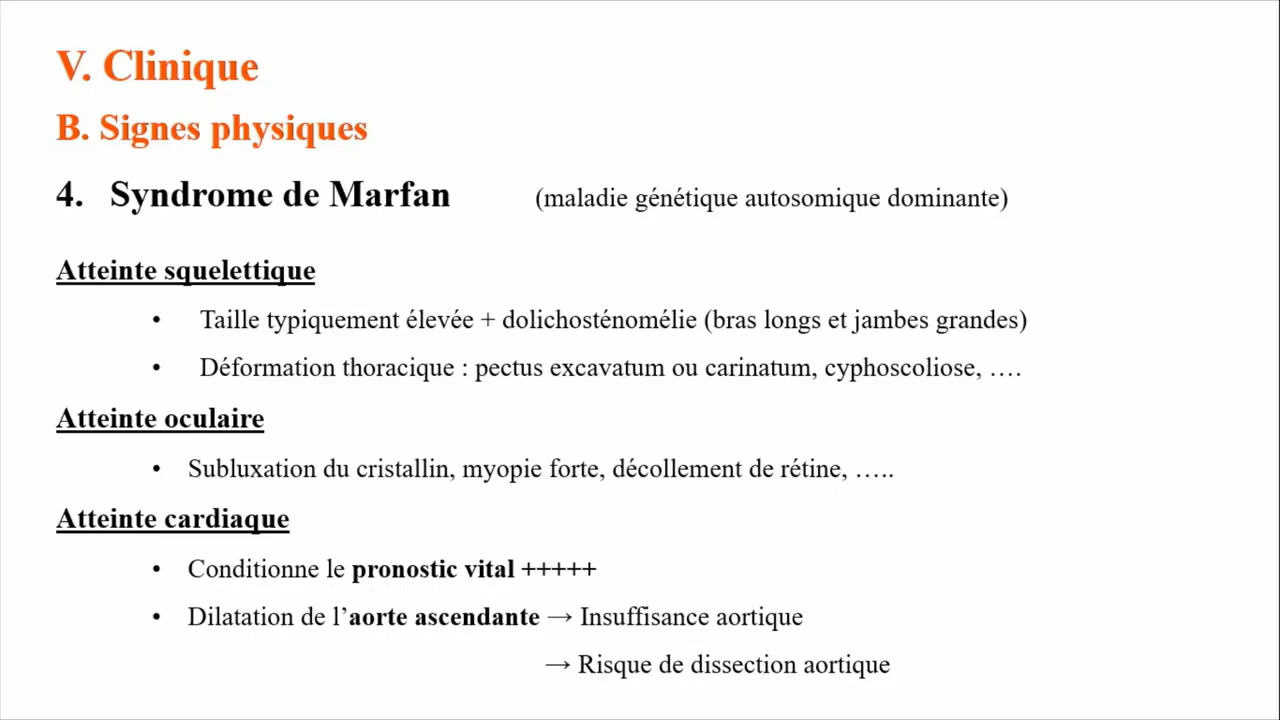 V. Clinique
B. Signes physiques
4. Syndrome de Marfan (maladie génétique autosomique dominante)
Atteinte squelettique
• Taille typiquement élevée + dolichosténomélie (bras longs et jambes grandes)
• Déformation thoracique : pectus excavatum ou carinatum, cyphoscoliose, ….
Atteinte oculaire
• Subluxation du cristallin, myopie forte, décollement de rétine, …..
Atteinte cardiaque
• Conditionne le pronostic vital +++++
• Dilatation de l’aorte ascendante → Insuffisance aortique
→ Risque de dissection aortique